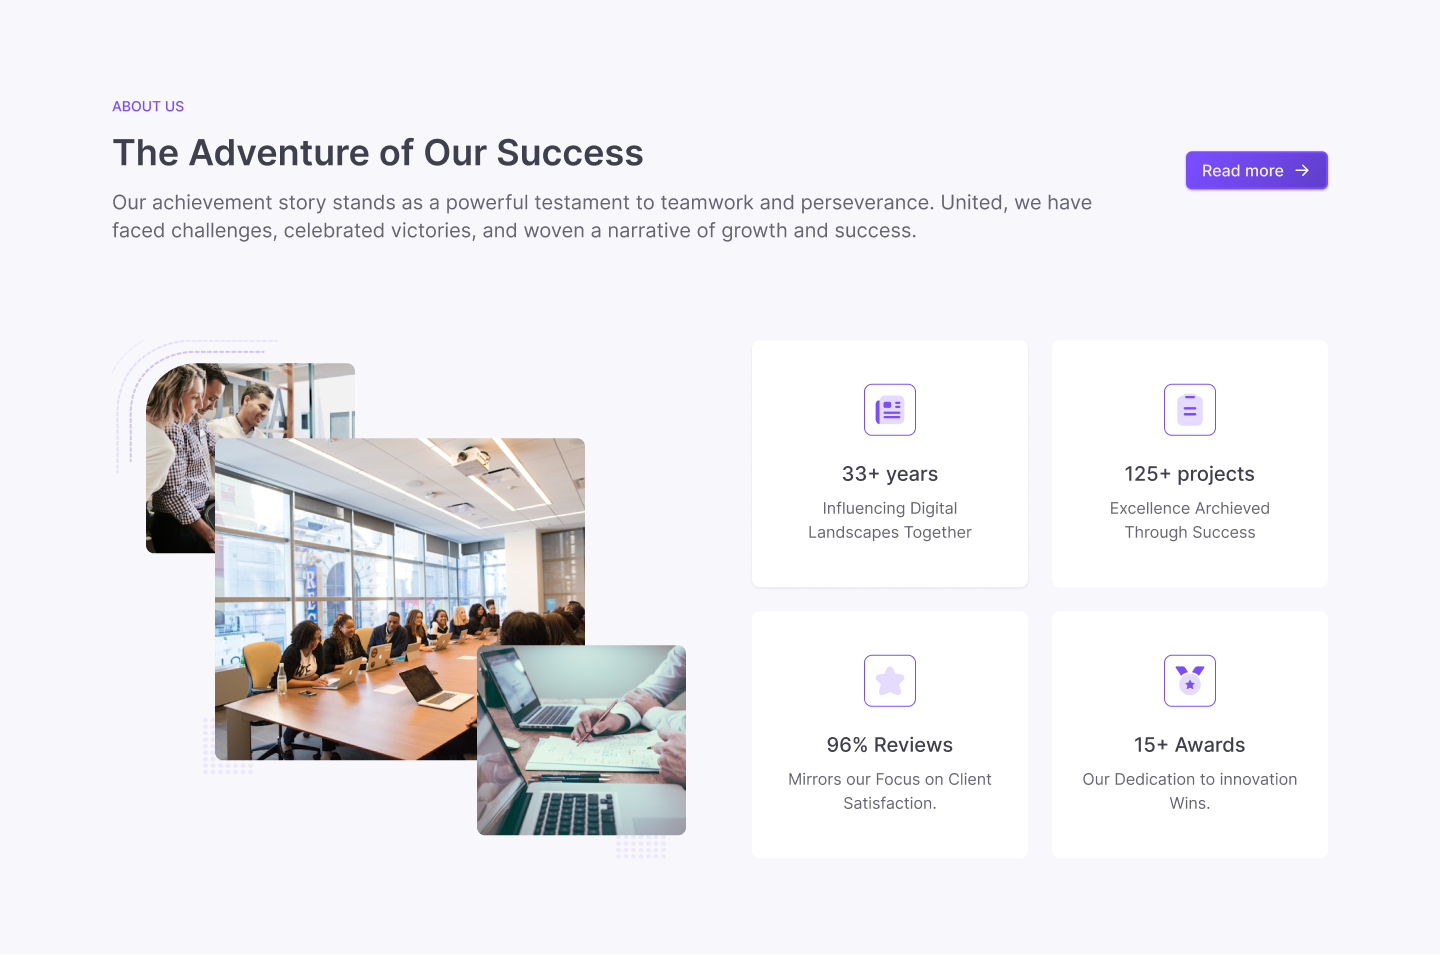 ABOUT US
The Adventure of Our Success
Our achievement story stands as a powerful testament to teamwork and perseverance. United, we have
faced challenges, celebrated victories, and woven a narrative of growth and success.
Read more
33+ years
Influencing Digital
Landscapes Together
125+ projects
Excellence Archieved
Through Success
96% Reviews
Mirrors our Focus on Client
Satisfaction.
15+ Awards
Our Dedication to innovation
Wins.